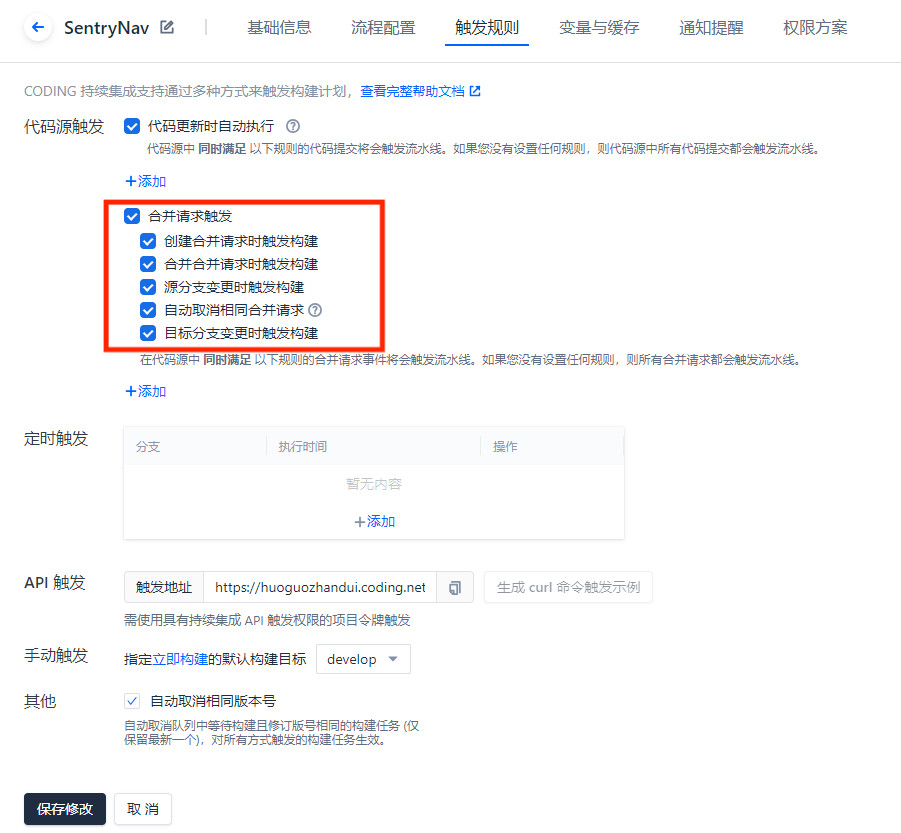 SentryNav
基础信息
流程配置
触发规则
变量与缓存
通知提醒
权限方案
CODING 持续集成支持通过多种方式来触发构建计划，查看完整帮助文档
代码源触发
代码更新时自动执行
代码源中 同时满足 以下规则的代码提交将会触发流水线。如果您没有设置任何规则，则代码源中所有代码提交都会触发流水线。
+添加
合并请求触发
创建合并请求时触发构建
合并合并请求时触发构建
源分支变更时触发构建
自动取消相同合并请求
目标分支变更时触发构建
在代码源中 同时满足 以下规则的合并请求事件将会触发流水线。如果您没有设置任何规则，则所有合并请求都会触发流水线。
+添加
定时触发
分支
执行时间
操作
暂无内容
+添加
API 触发
触发地址
https://huoguozhandui.coding.net
生成 curl 命令触发示例
需使用具有持续集成 API 触发权限的项目令牌触发
手动触发
指定立即构建的默认构建目标
develop
其他
自动取消相同版本号
自动取消队列中等待构建且修订版号相同的构建任务 (仅
保留最新一个)，对所有方式触发的构建任务生效。
保存修改
取 消